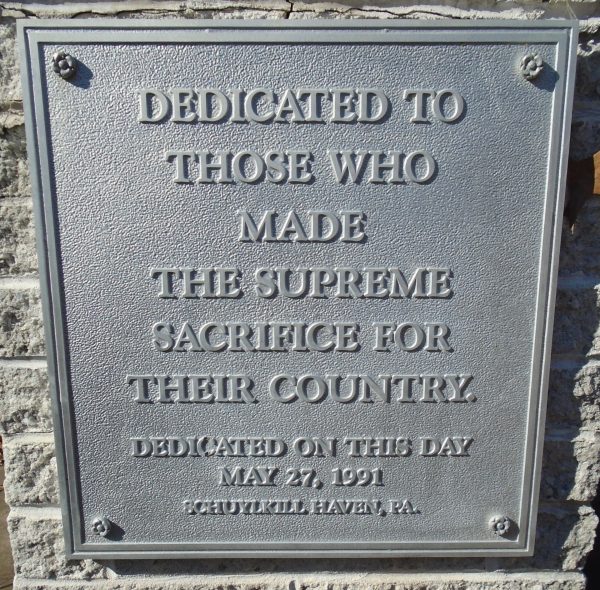 DEDICATED TO
THOSE WHO
MADE
THE SUPREME
SACRIFICE FOR
THEIR COUNTRY.
DEDICATED ON THIS DAY
MAY 27, 1991
SCHUYLKILL HAVEN, PA.